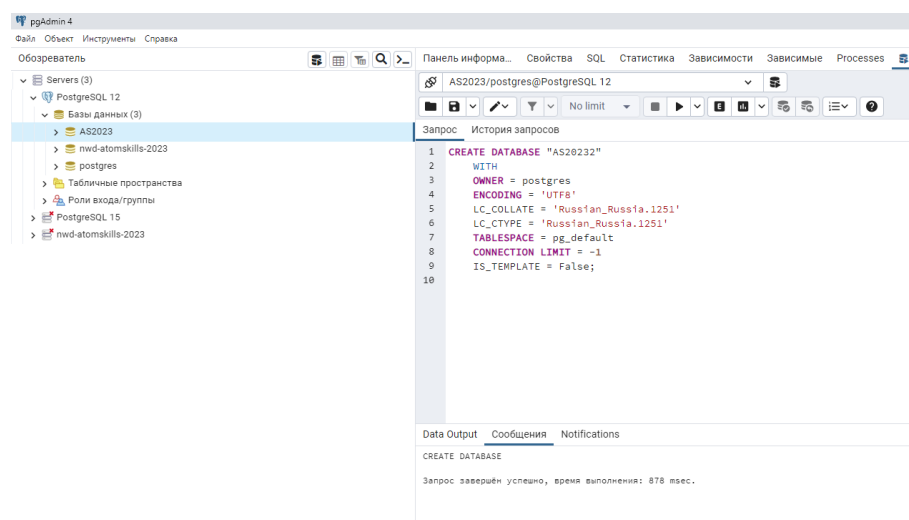 pgAdmin 4
Файл Объект Инструменты Справка
Обозреватель
Servers (3)
PostgreSQL 12
Базы данных (3)
AS2023
nwd-atomskills-2023
postgres
Табличные пространства
Роли входа/группы
PostgreSQL 15
nwd-atomskills-2023
Панель информа... Свойства SQL Статистика Зависимости Зависимые Processes
AS2023/postgres@PostgreSQL 12
No limit
E
Запрос История запросов
1 CREATE DATABASE "AS20232"
2 WITH
3 OWNER = postgres
4 ENCODING = 'UTF8'
5 LC_COLLATE = 'Russian_Russia.1251'
6 LC_CTYPE = 'Russian_Russia.1251'
7 TABLESPACE = pg_default
8 CONNECTION LIMIT = -1
9 IS_TEMPLATE = False;
10
Data Output Сообщения Notifications
CREATE DATABASE
Запрос завершён успешно, время выполнения: 878 msec.